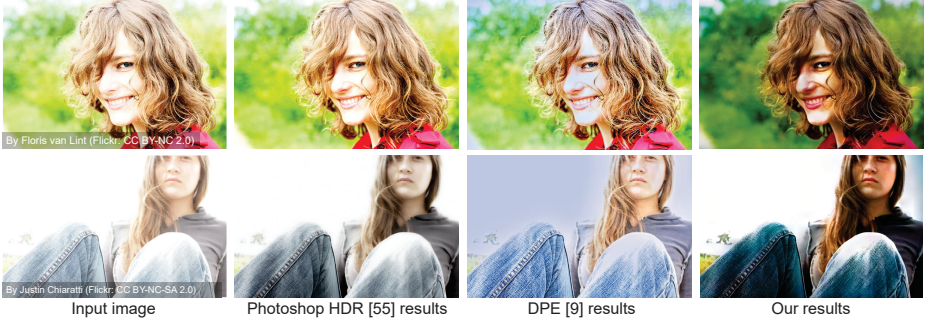 By Floris van Lint (Flickr: CC BY-NC 2.0)
By Justin Chiaratti (Flickr: CC BY-NC-SA 2.0)
Input image
Photoshop HDR [55] results
DPE [9] results
Our results